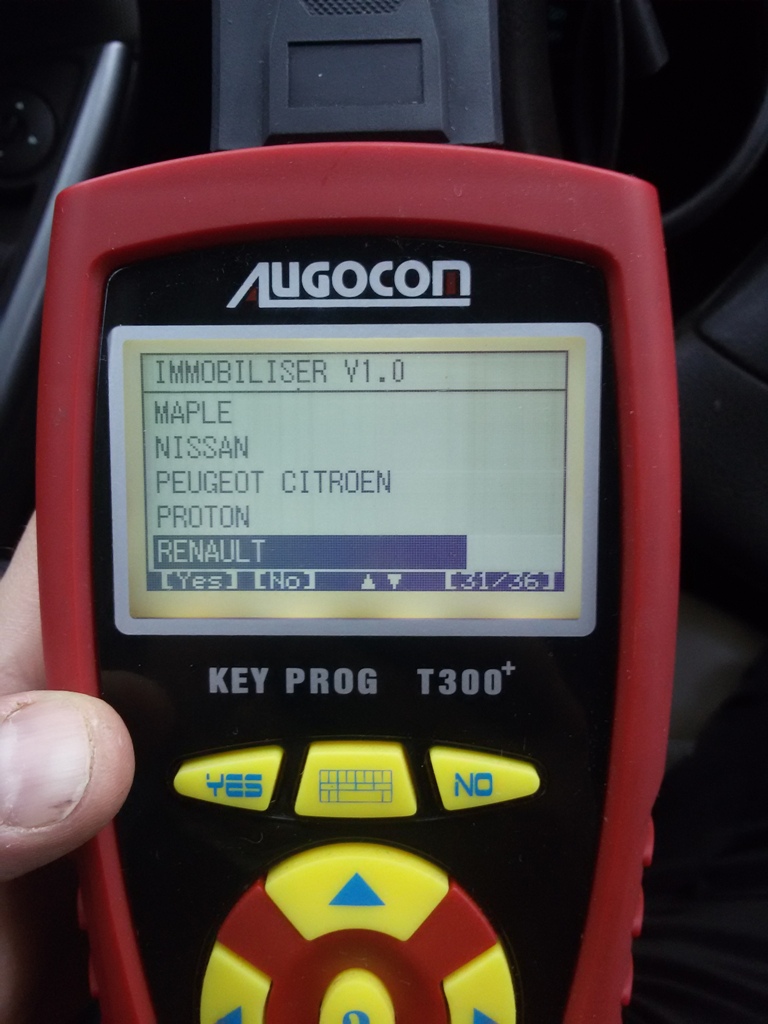 AUGOCON
IMMOBILISER V1.0
MAPLE
NISSAN
PEUGEOT CITROEN
PROTON
RENAULT
[Yes] [No] ▲▼ [31/36]
KEY PROG T300+
YES NO